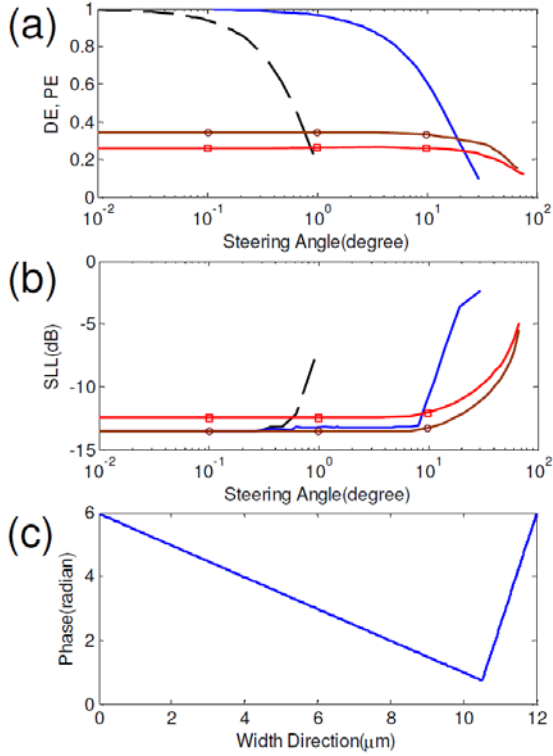 (a)
DE, PE
1
0.8
0.6
0.4
0.2
0
10^-2 10^-1 10^0 10^1 10^2
Steering Angle(degree)
(b)
SLL(dB)
0
-5
-10
-15
10^-2 10^-1 10^0 10^1 10^2
Steering Angle(degree)
(c)
Phase(radian)
6
4
2
0
0 2 4 6 8 10 12
Width Direction(μm)